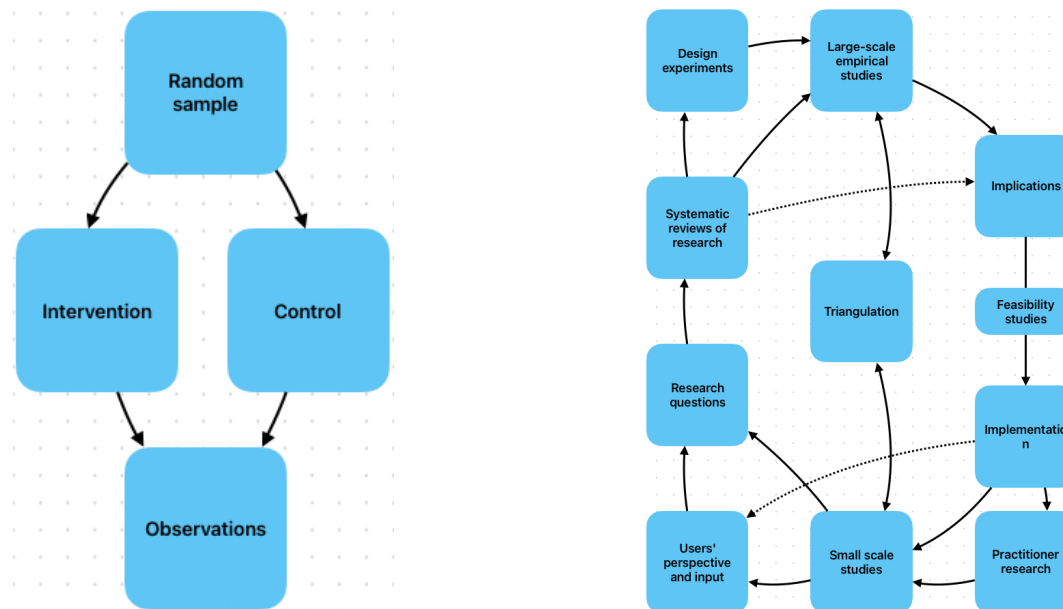 Random
sample
Intervention
Control
Observations
Design
experiments
Large-scale
empirical
studies
Implications
Systematic
reviews of
research
Triangulation
Feasibility
studies
Research
questions
Implementatio
n
Users'
perspective
and input
Small scale
studies
Practitioner
research